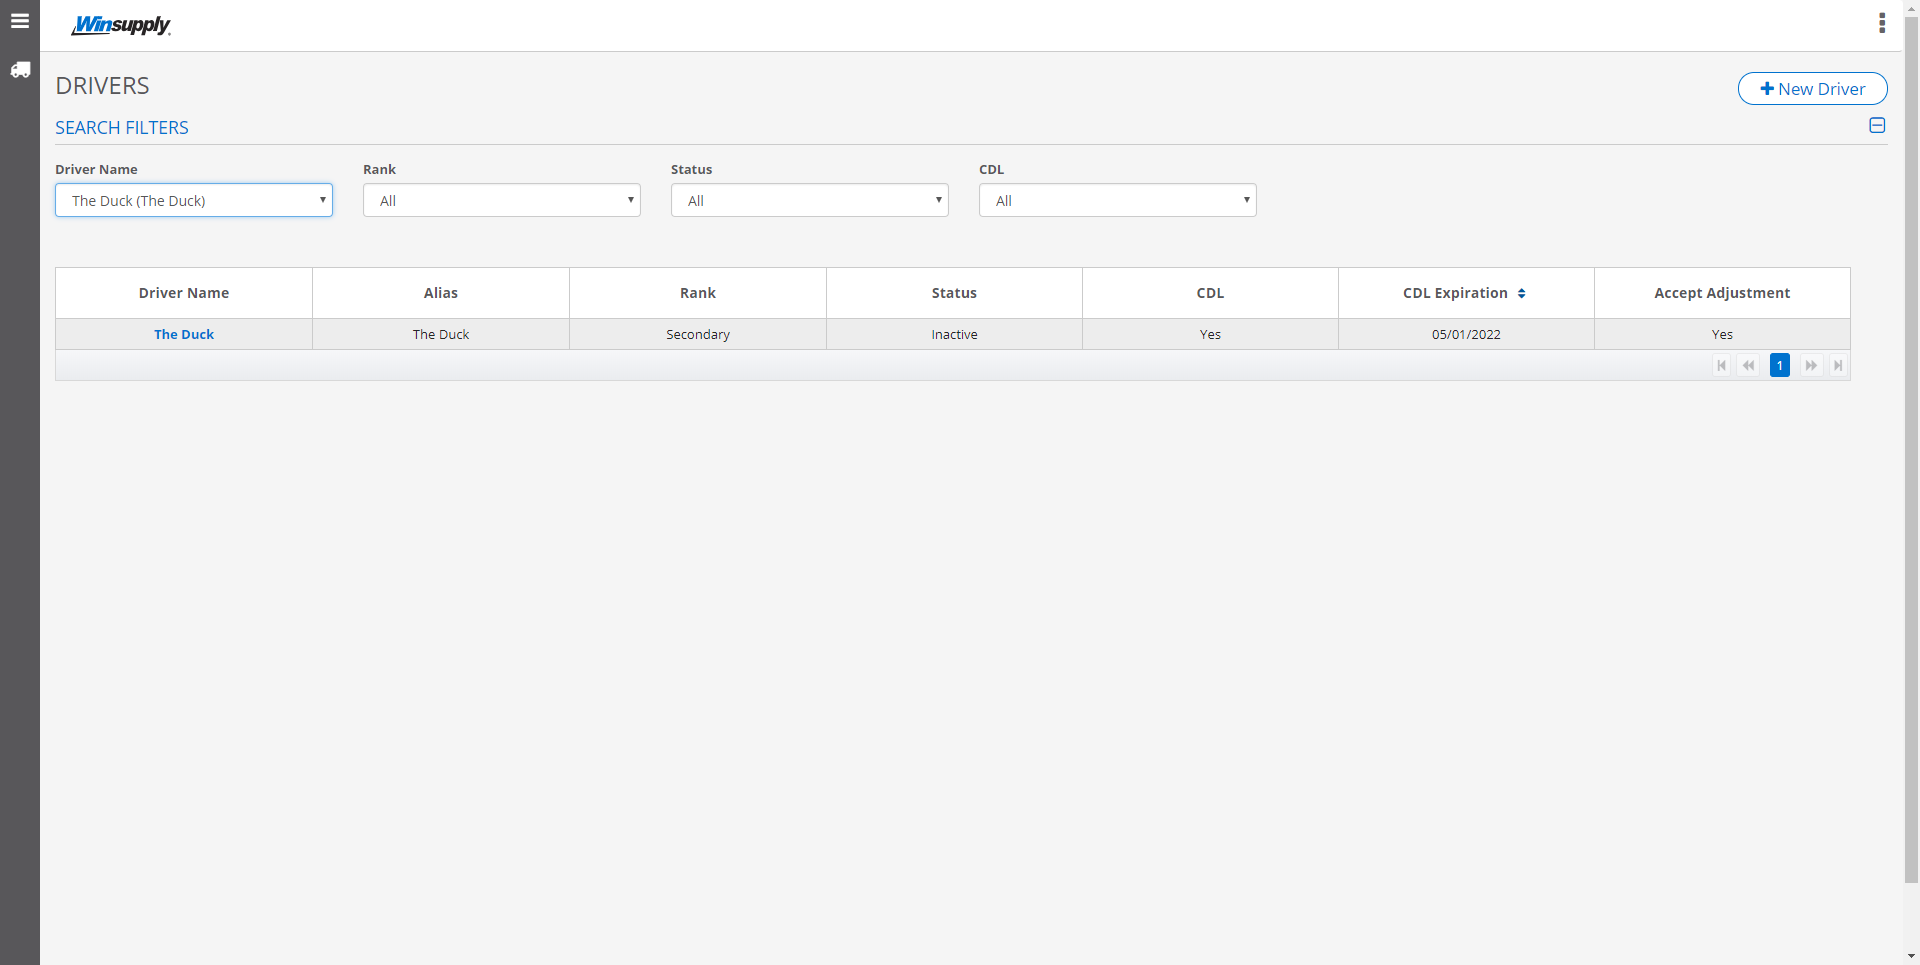 Winsupply
DRIVERS
New Driver
SEARCH FILTERS
Driver Name Rank Status CDL
The Duck (The Duck) All All All
Driver Name Alias Rank Status CDL CDL Expiration Accept Adjustment
The Duck The Duck Secondary Inactive Yes 05/01/2022 Yes
1